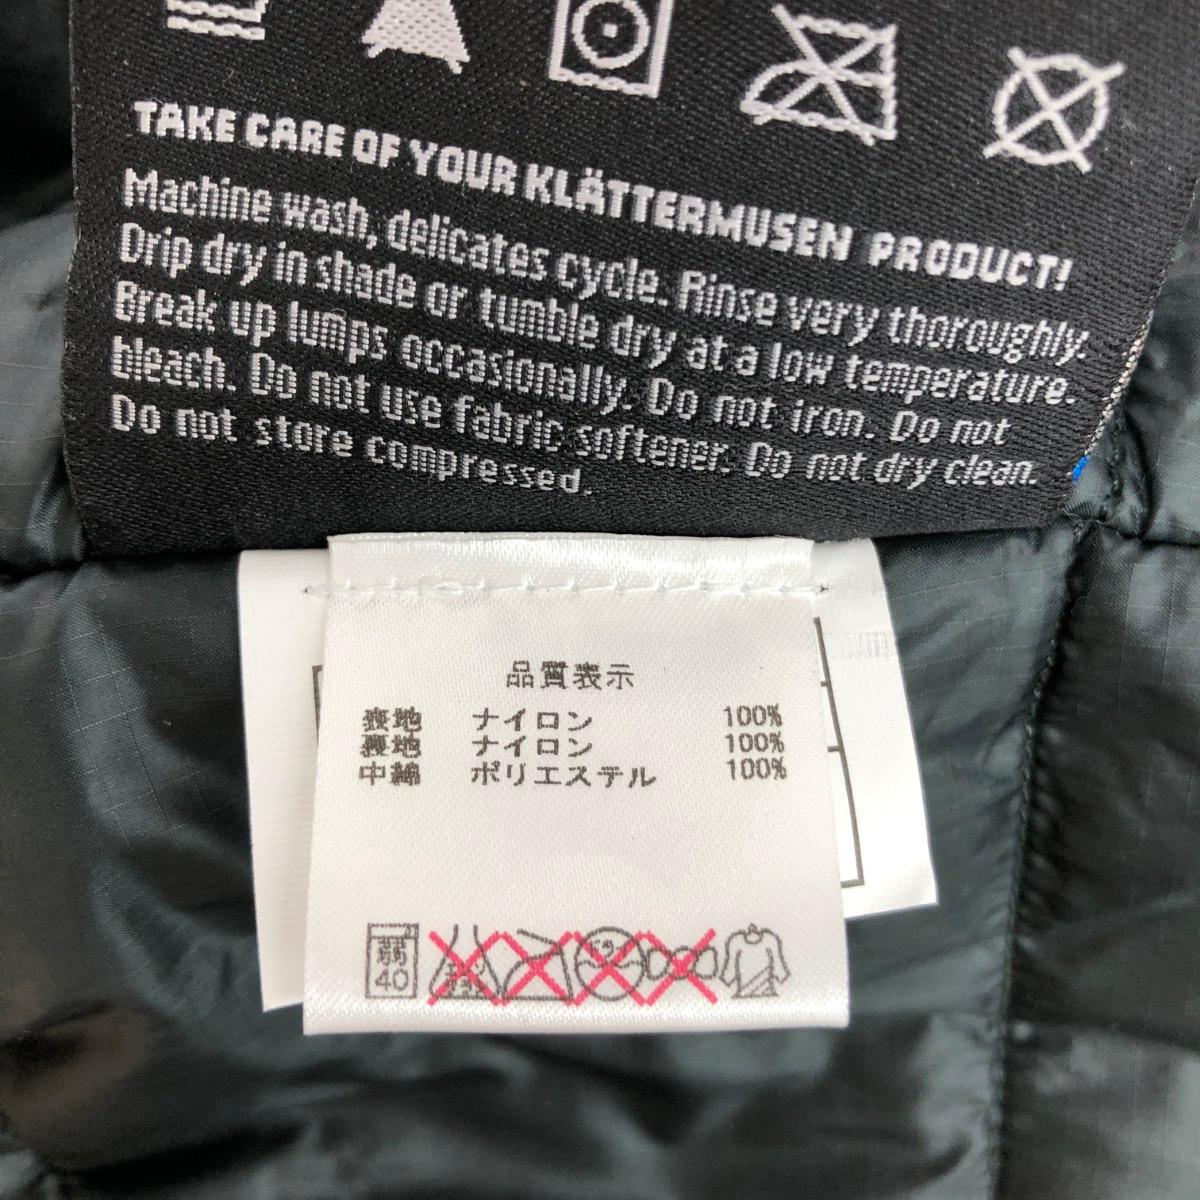 TAKE CARE OF YOUR KLÄTTERMUSEN PRODUCT!
Machine wash, delicates cycle. Rinse very thoroughly.
Drip dry in shade or tumble dry at a low temperature.
Break up lumps occasionally. Do not iron. Do not
bleach. Do not use fabric softener. Do not dry clean.
Do not store compressed.
品質表示
表地 ナイロン 100%
裏地 ナイロン 100%
中綿 ポリエステル 100%
弱
40